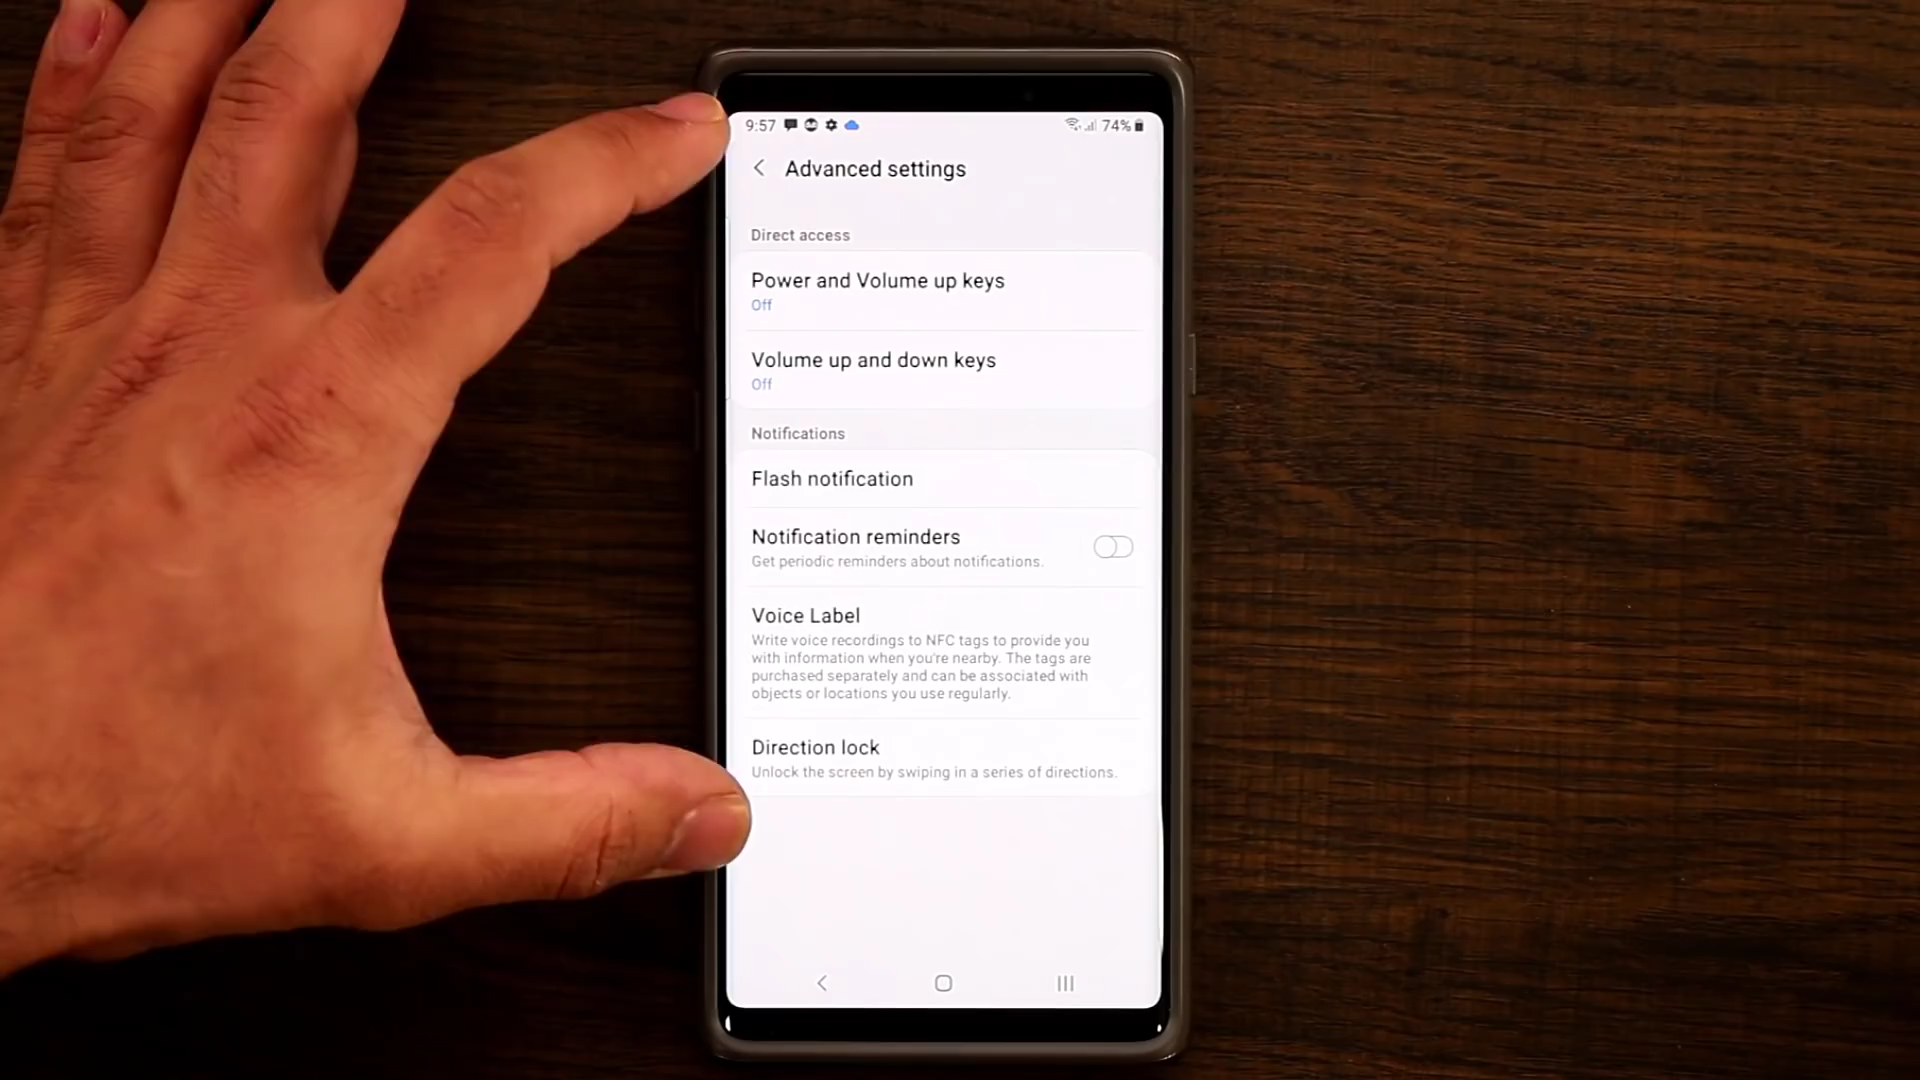 9:57
74%
Advanced settings
Direct access
Power and Volume up keys
Off
Volume up and down keys
Off
Notifications
Flash notification
Notification reminders
Get periodic reminders about notifications.
Voice Label
Write voice recordings to NFC tags to provide you
with information when you're nearby. The tags are
purchased separately and can be associated with
objects or locations you use regularly.
Direction lock
Unlock the screen by swiping in a series of directions.